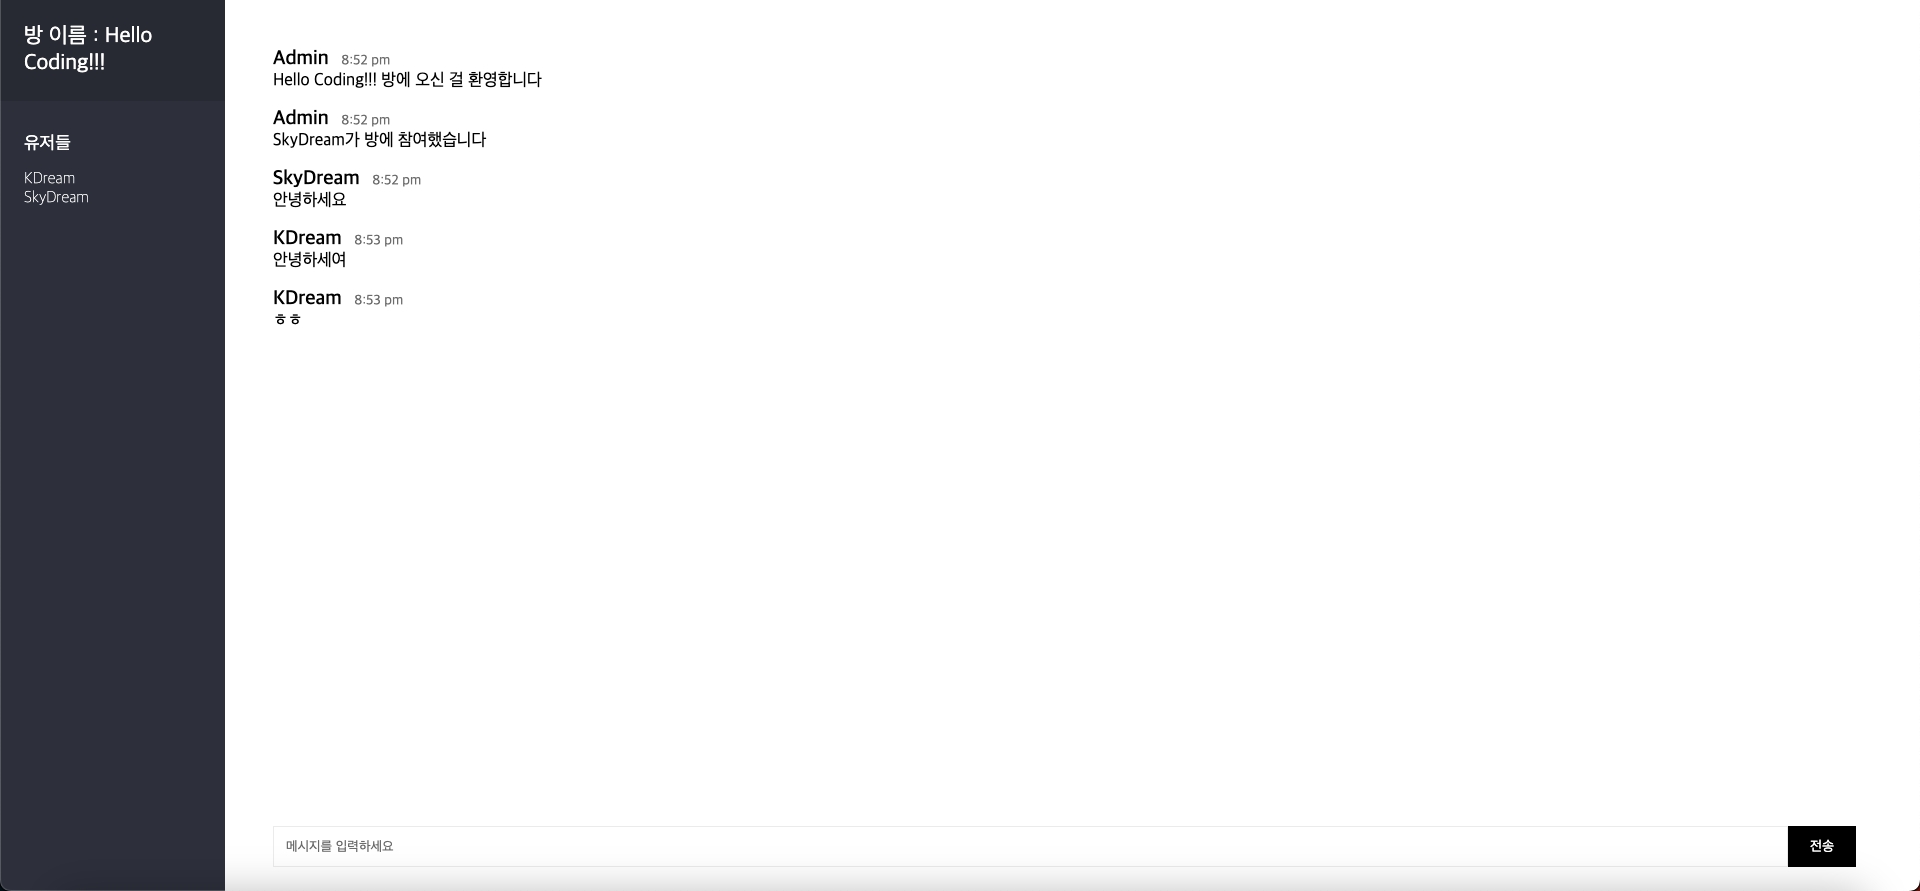 방 이름 : Hello
Coding!!!
유저들
KDream
SkyDream
Admin 8:52 pm
Hello Coding!!! 방에 오신 걸 환영합니다
Admin 8:52 pm
SkyDream가 방에 참여했습니다
SkyDream 8:52 pm
안녕하세요
KDream 8:53 pm
안녕하세여
KDream 8:53 pm
ㅎㅎ
메시지를 입력하세요
전송